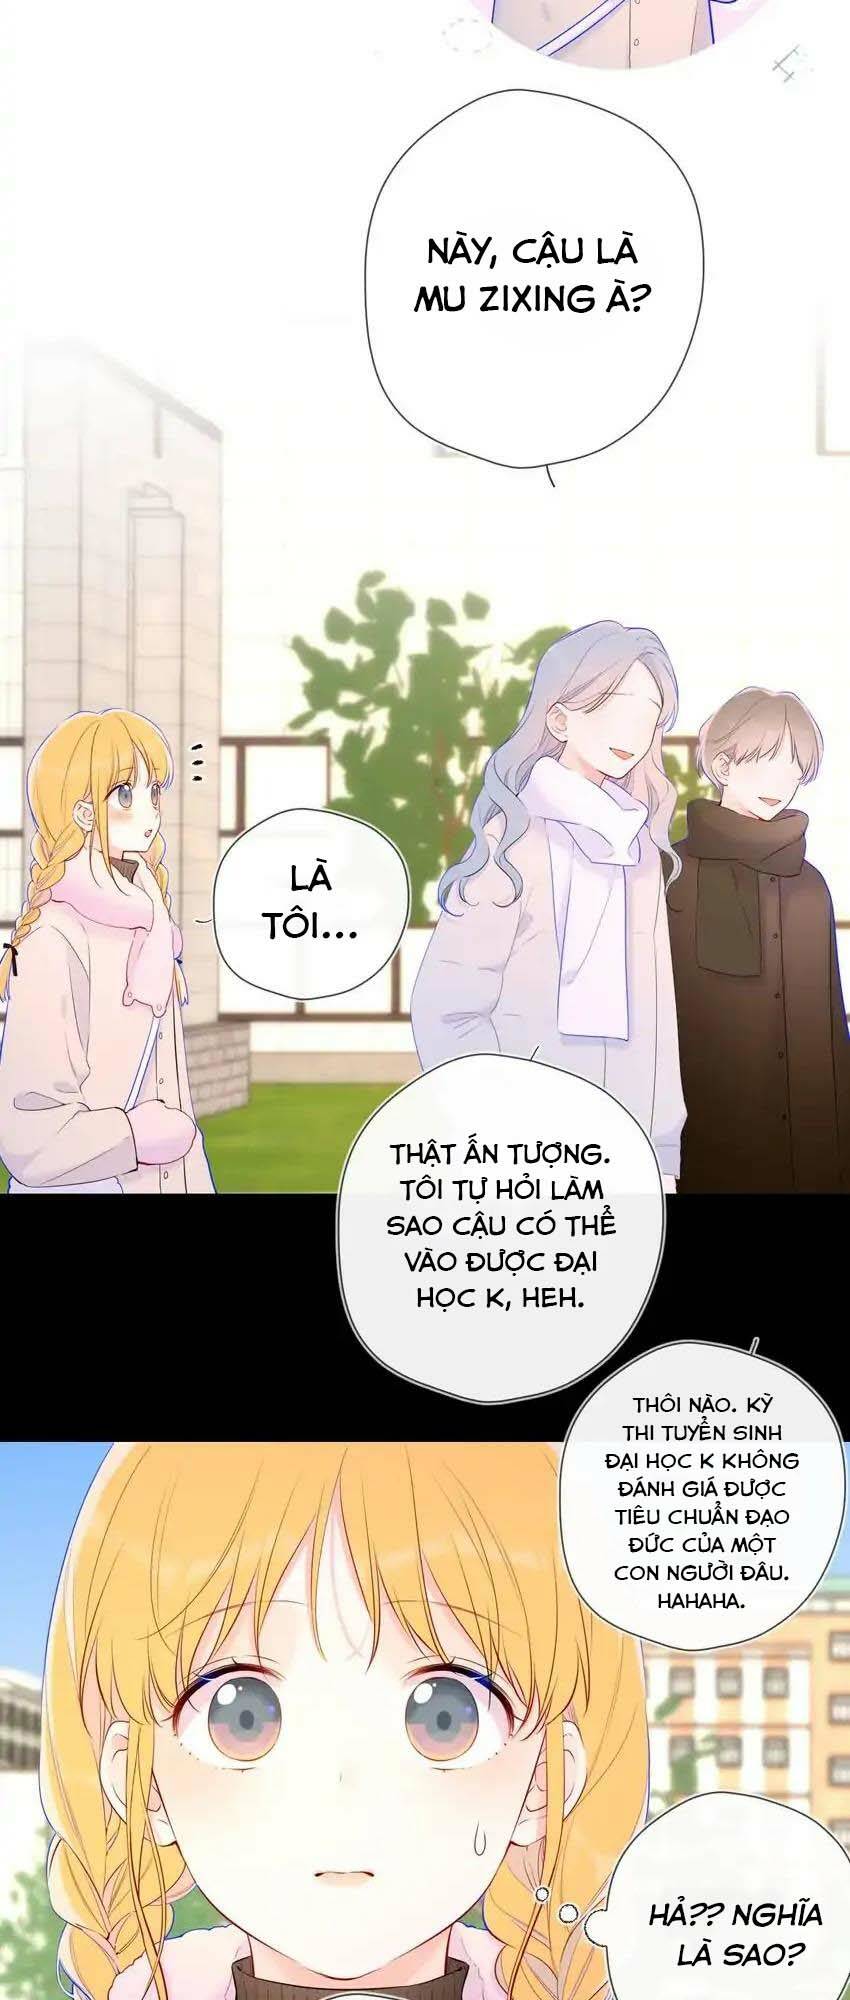 NÀY, CẬU LÀ
MU ZIXING À?
LÀ
TÔI...
THẬT ẤN TƯỢNG.
TÔI TỰ HỎI LÀM
SAO CẬU CÓ THỂ
VÀO ĐƯỢC ĐẠI
HỌC K, HEH.
THÔI NÀO. KỲ
THI TUYỂN SINH
ĐẠI HỌC K KHÔNG
ĐÁNH GIÁ ĐƯỢC
TIÊU CHUẨN ĐẠO
ĐỨC CỦA MỘT
CON NGƯỜI ĐÂU.
HAHAHA.
HẢ?? NGHĨA
LÀ SAO?